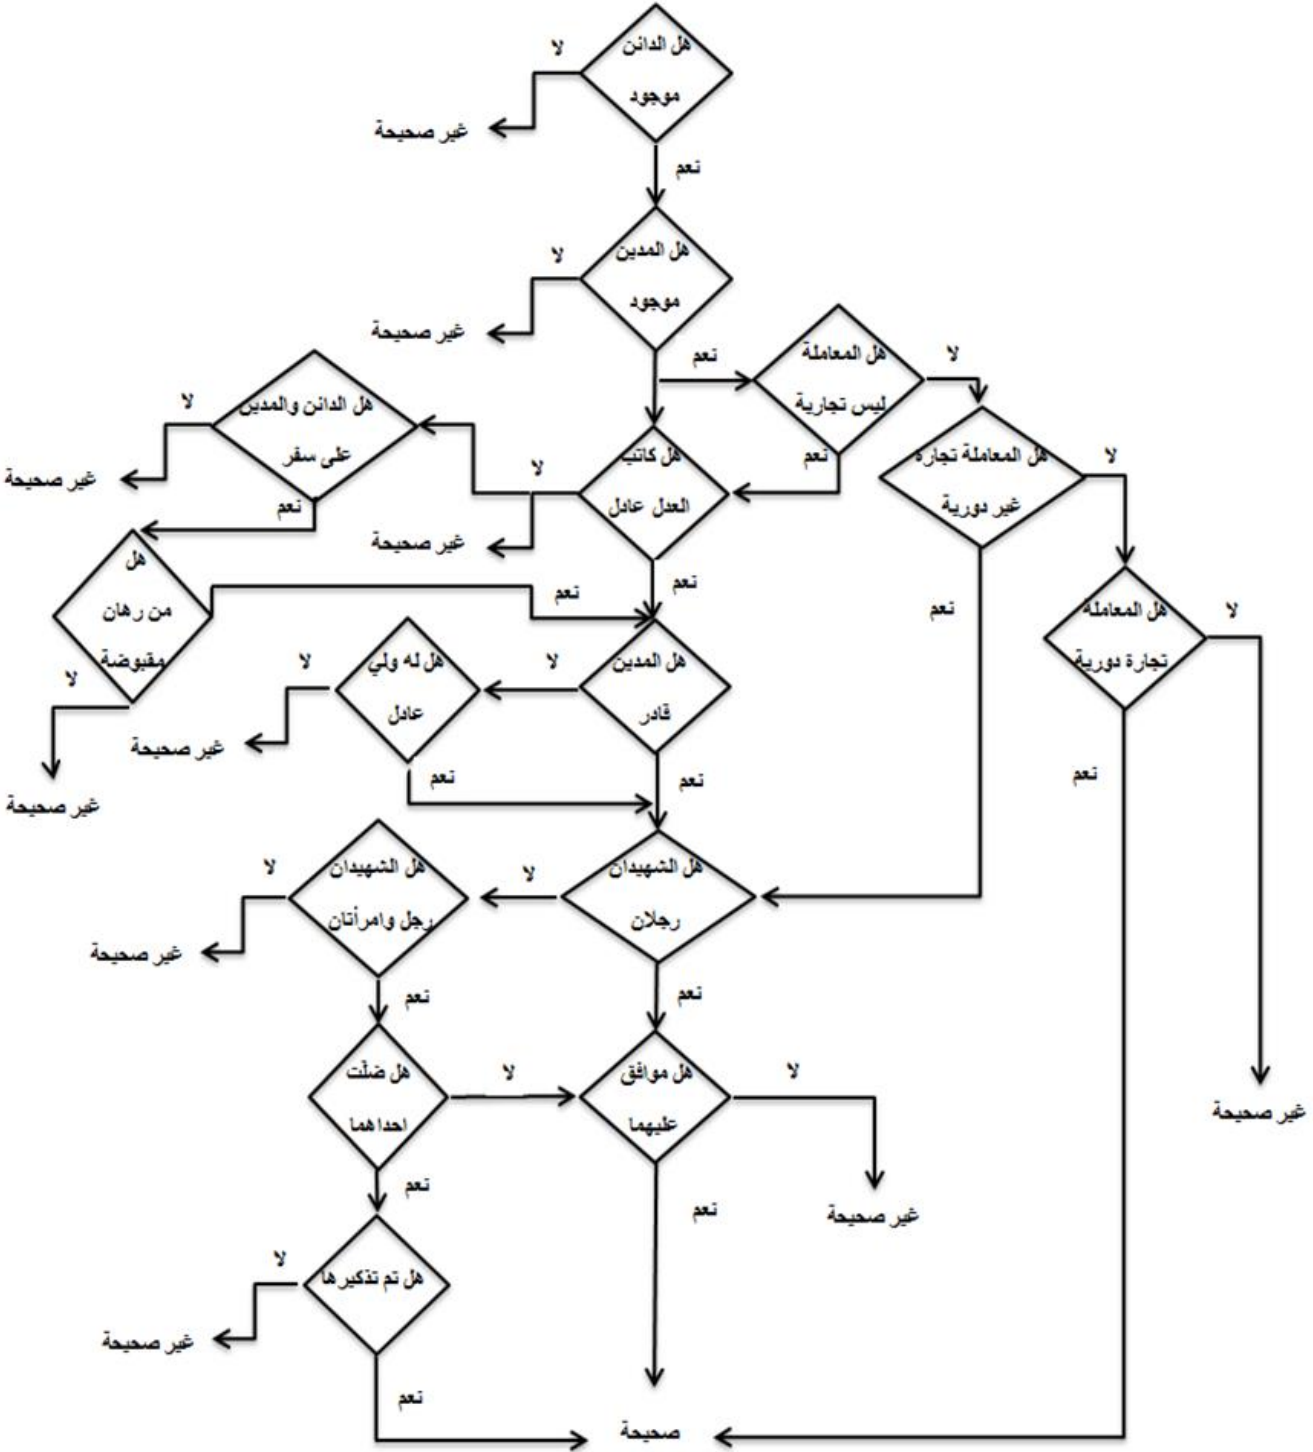 هل الدائن
موجود
لا
غير صحيحة
نعم
هل المدين
موجود
لا
غير صحيحة
نعم
هل المعاملة
ليس تجارية
لا
نعم
هل المعاملة تجارة
غير دورية
لا
نعم
هل المعاملة
تجارة دورية
لا
نعم
غير صحيحة
هل كاتب
العدل عادل
لا
غير صحيحة
نعم
هل الدائن والمدين
على سفر
لا
غير صحيحة
نعم
هل
من رهان
مقبوضة
نعم
لا
غير صحيحة
هل المدين
قادر
لا
نعم
هل له ولي
عادل
لا
غير صحيحة
نعم
هل الشهيدان
رجلان
لا
نعم
هل الشهيدان
رجل وامرأتان
لا
غير صحيحة
نعم
هل موافق
عليهما
لا
غير صحيحة
نعم
هل ضلّت
احداهما
لا
نعم
هل تم تذكيرها
لا
غير صحيحة
نعم
صحيحة